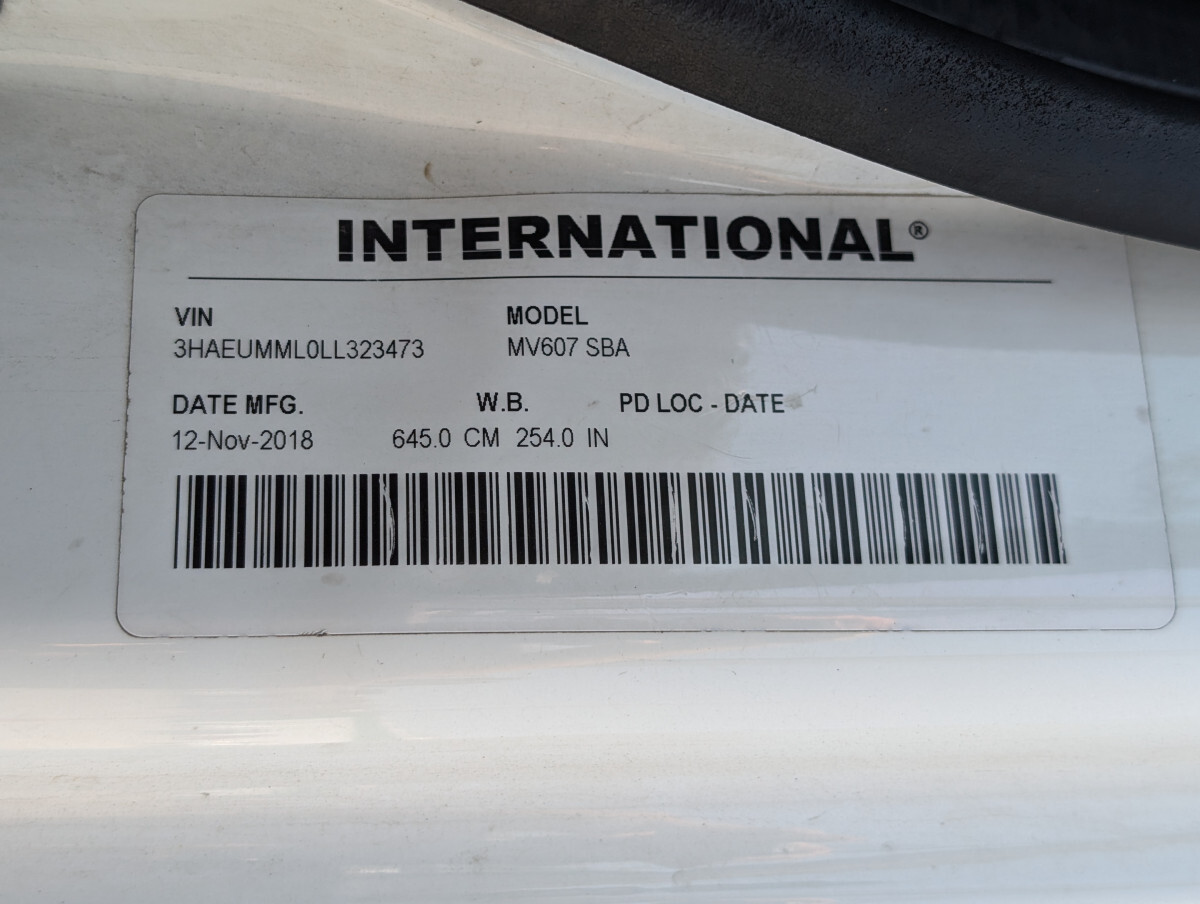 INTERNATIONAL®
VIN MODEL
3HAEUMML0LL323473 MV607 SBA
DATE MFG. W.B. PD LOC - DATE
12-Nov-2018 645.0 CM 254.0 IN